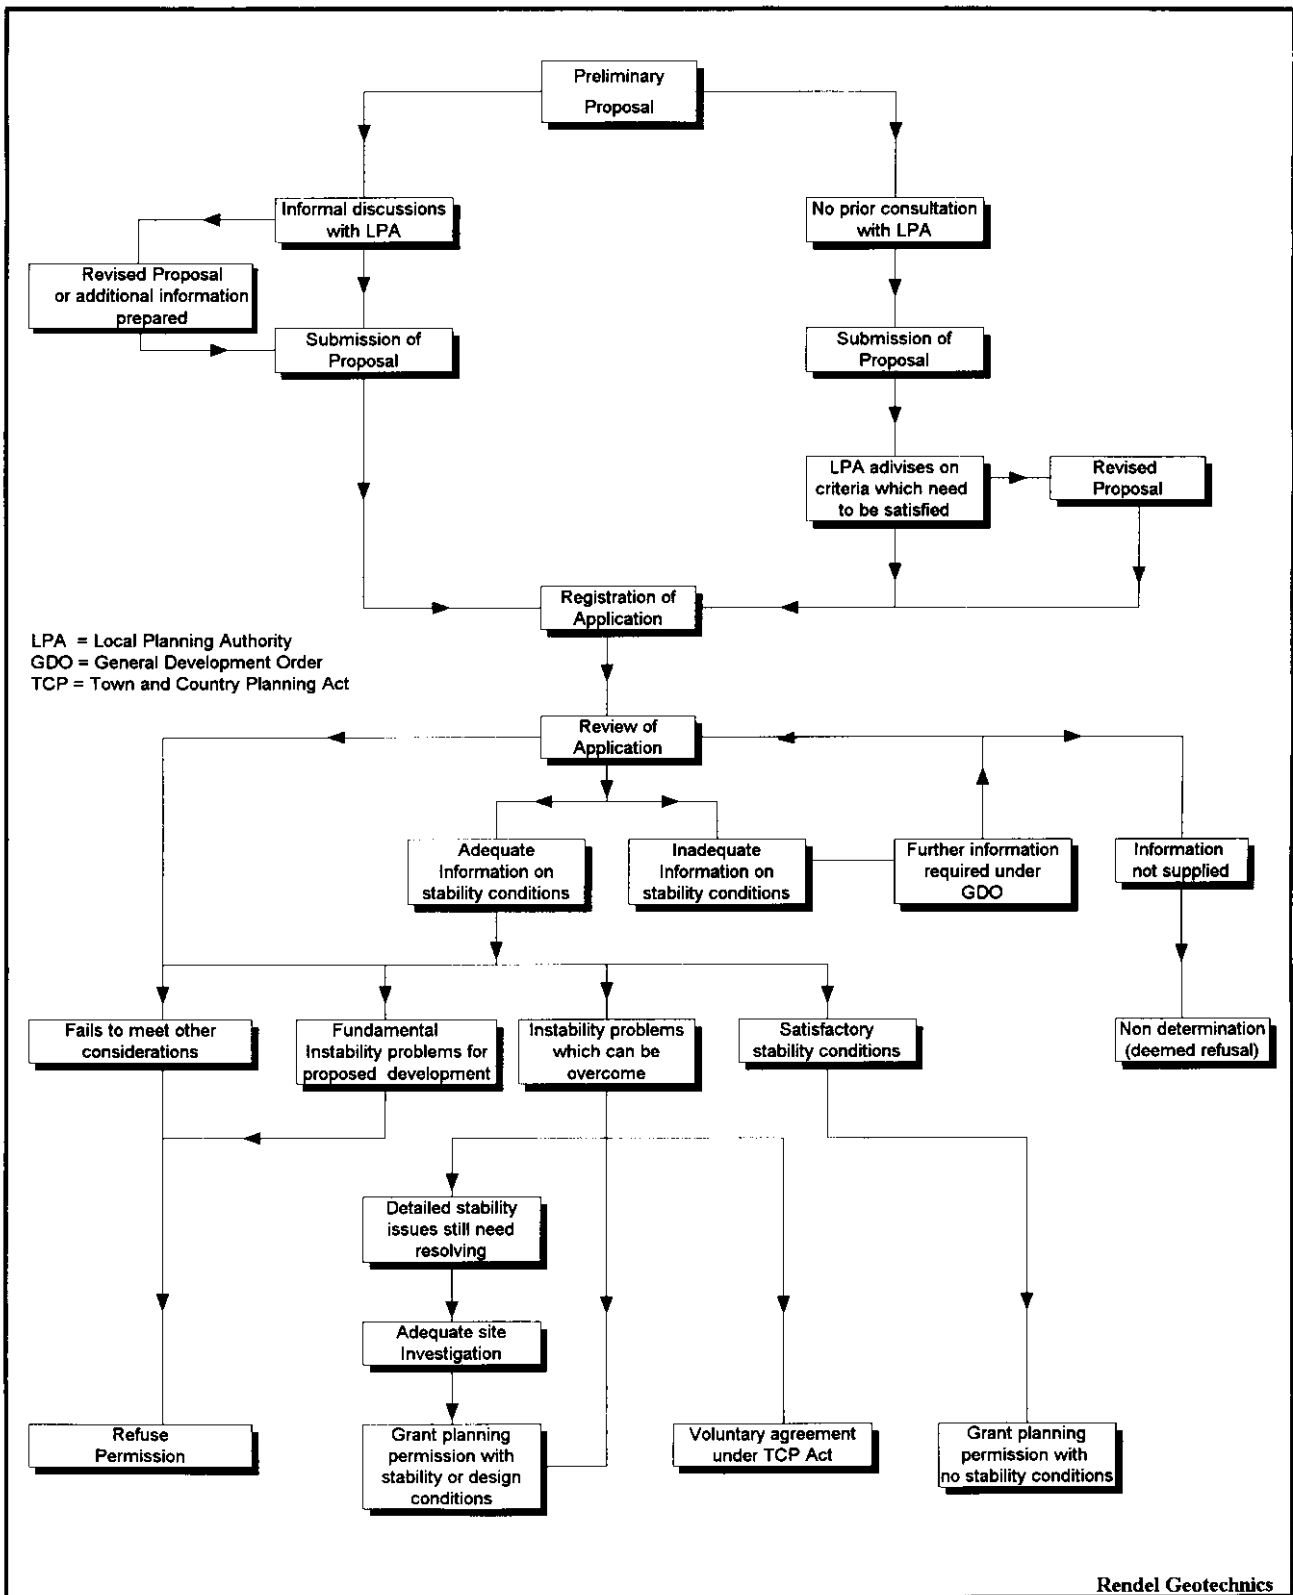 Preliminary
Proposal
Informal discussions
with LPA
No prior consultation
with LPA
Revised Proposal
or additional information
prepared
Submission of
Proposal
Submission of
Proposal
LPA adivises on
criteria which need
to be satisfied
Revised
Proposal
Registration of
Application
LPA = Local Planning Authority
GDO = General Development Order
TCP = Town and Country Planning Act
Review of
Application
Adequate
Information on
stability conditions
Inadequate
Information on
stability conditions
Further information
required under
GDO
Information
not supplied
Fails to meet other
considerations
Fundamental
Instability problems for
proposed development
Instability problems
which can be
overcome
Satisfactory
stability conditions
Non determination
(deemed refusal)
Detailed stability
issues still need
resolving
Adequate site
Investigation
Refuse
Permission
Grant planning
permission with
stability or design
conditions
Voluntary agreement
under TCP Act
Grant planning
permission with
no stability conditions
Rendel Geotechnics